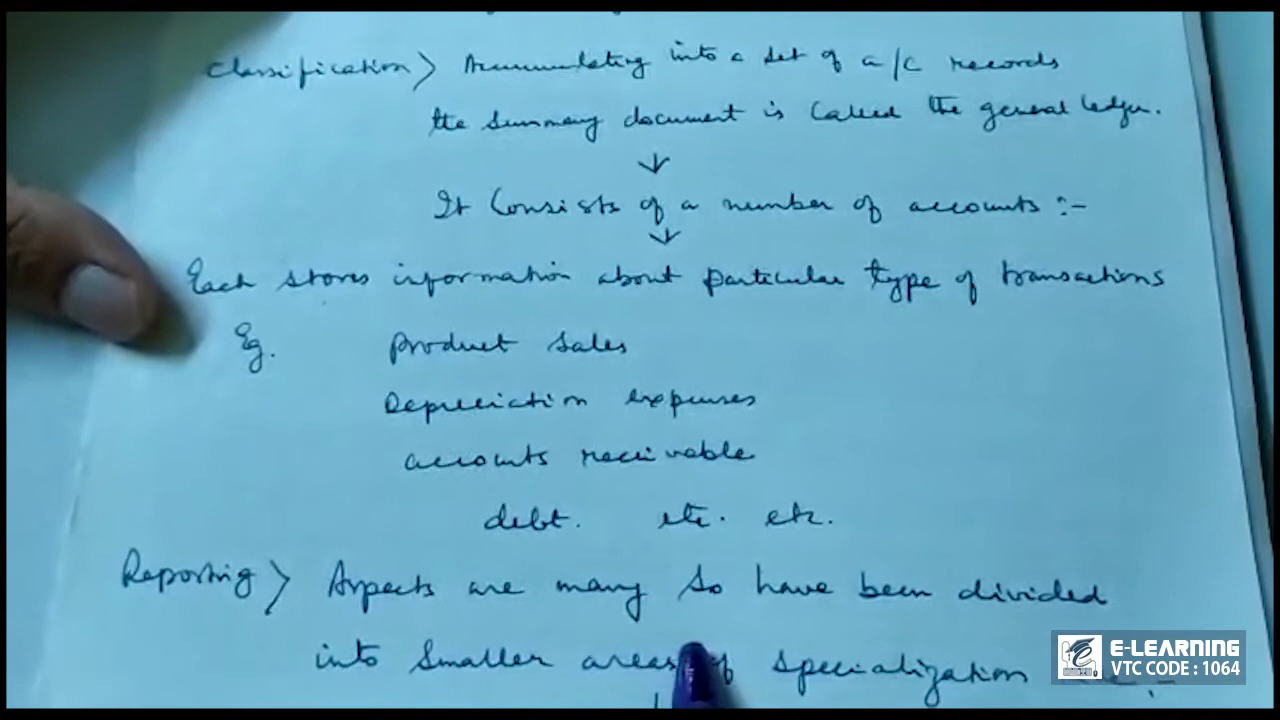 Classification > Accumulating into a set of a/c records
the summary document is called the general ledger.
↓
It consists of a number of accounts :-
↓
Each stores information about particular type of transactions
Eg. Product sales
Depreciation expenses
accounts receivable
debt. etc. etc.
Reporting > Aspects are many so have been divided
into smaller areas of specialization
E-LEARNING
VTC CODE : 1064